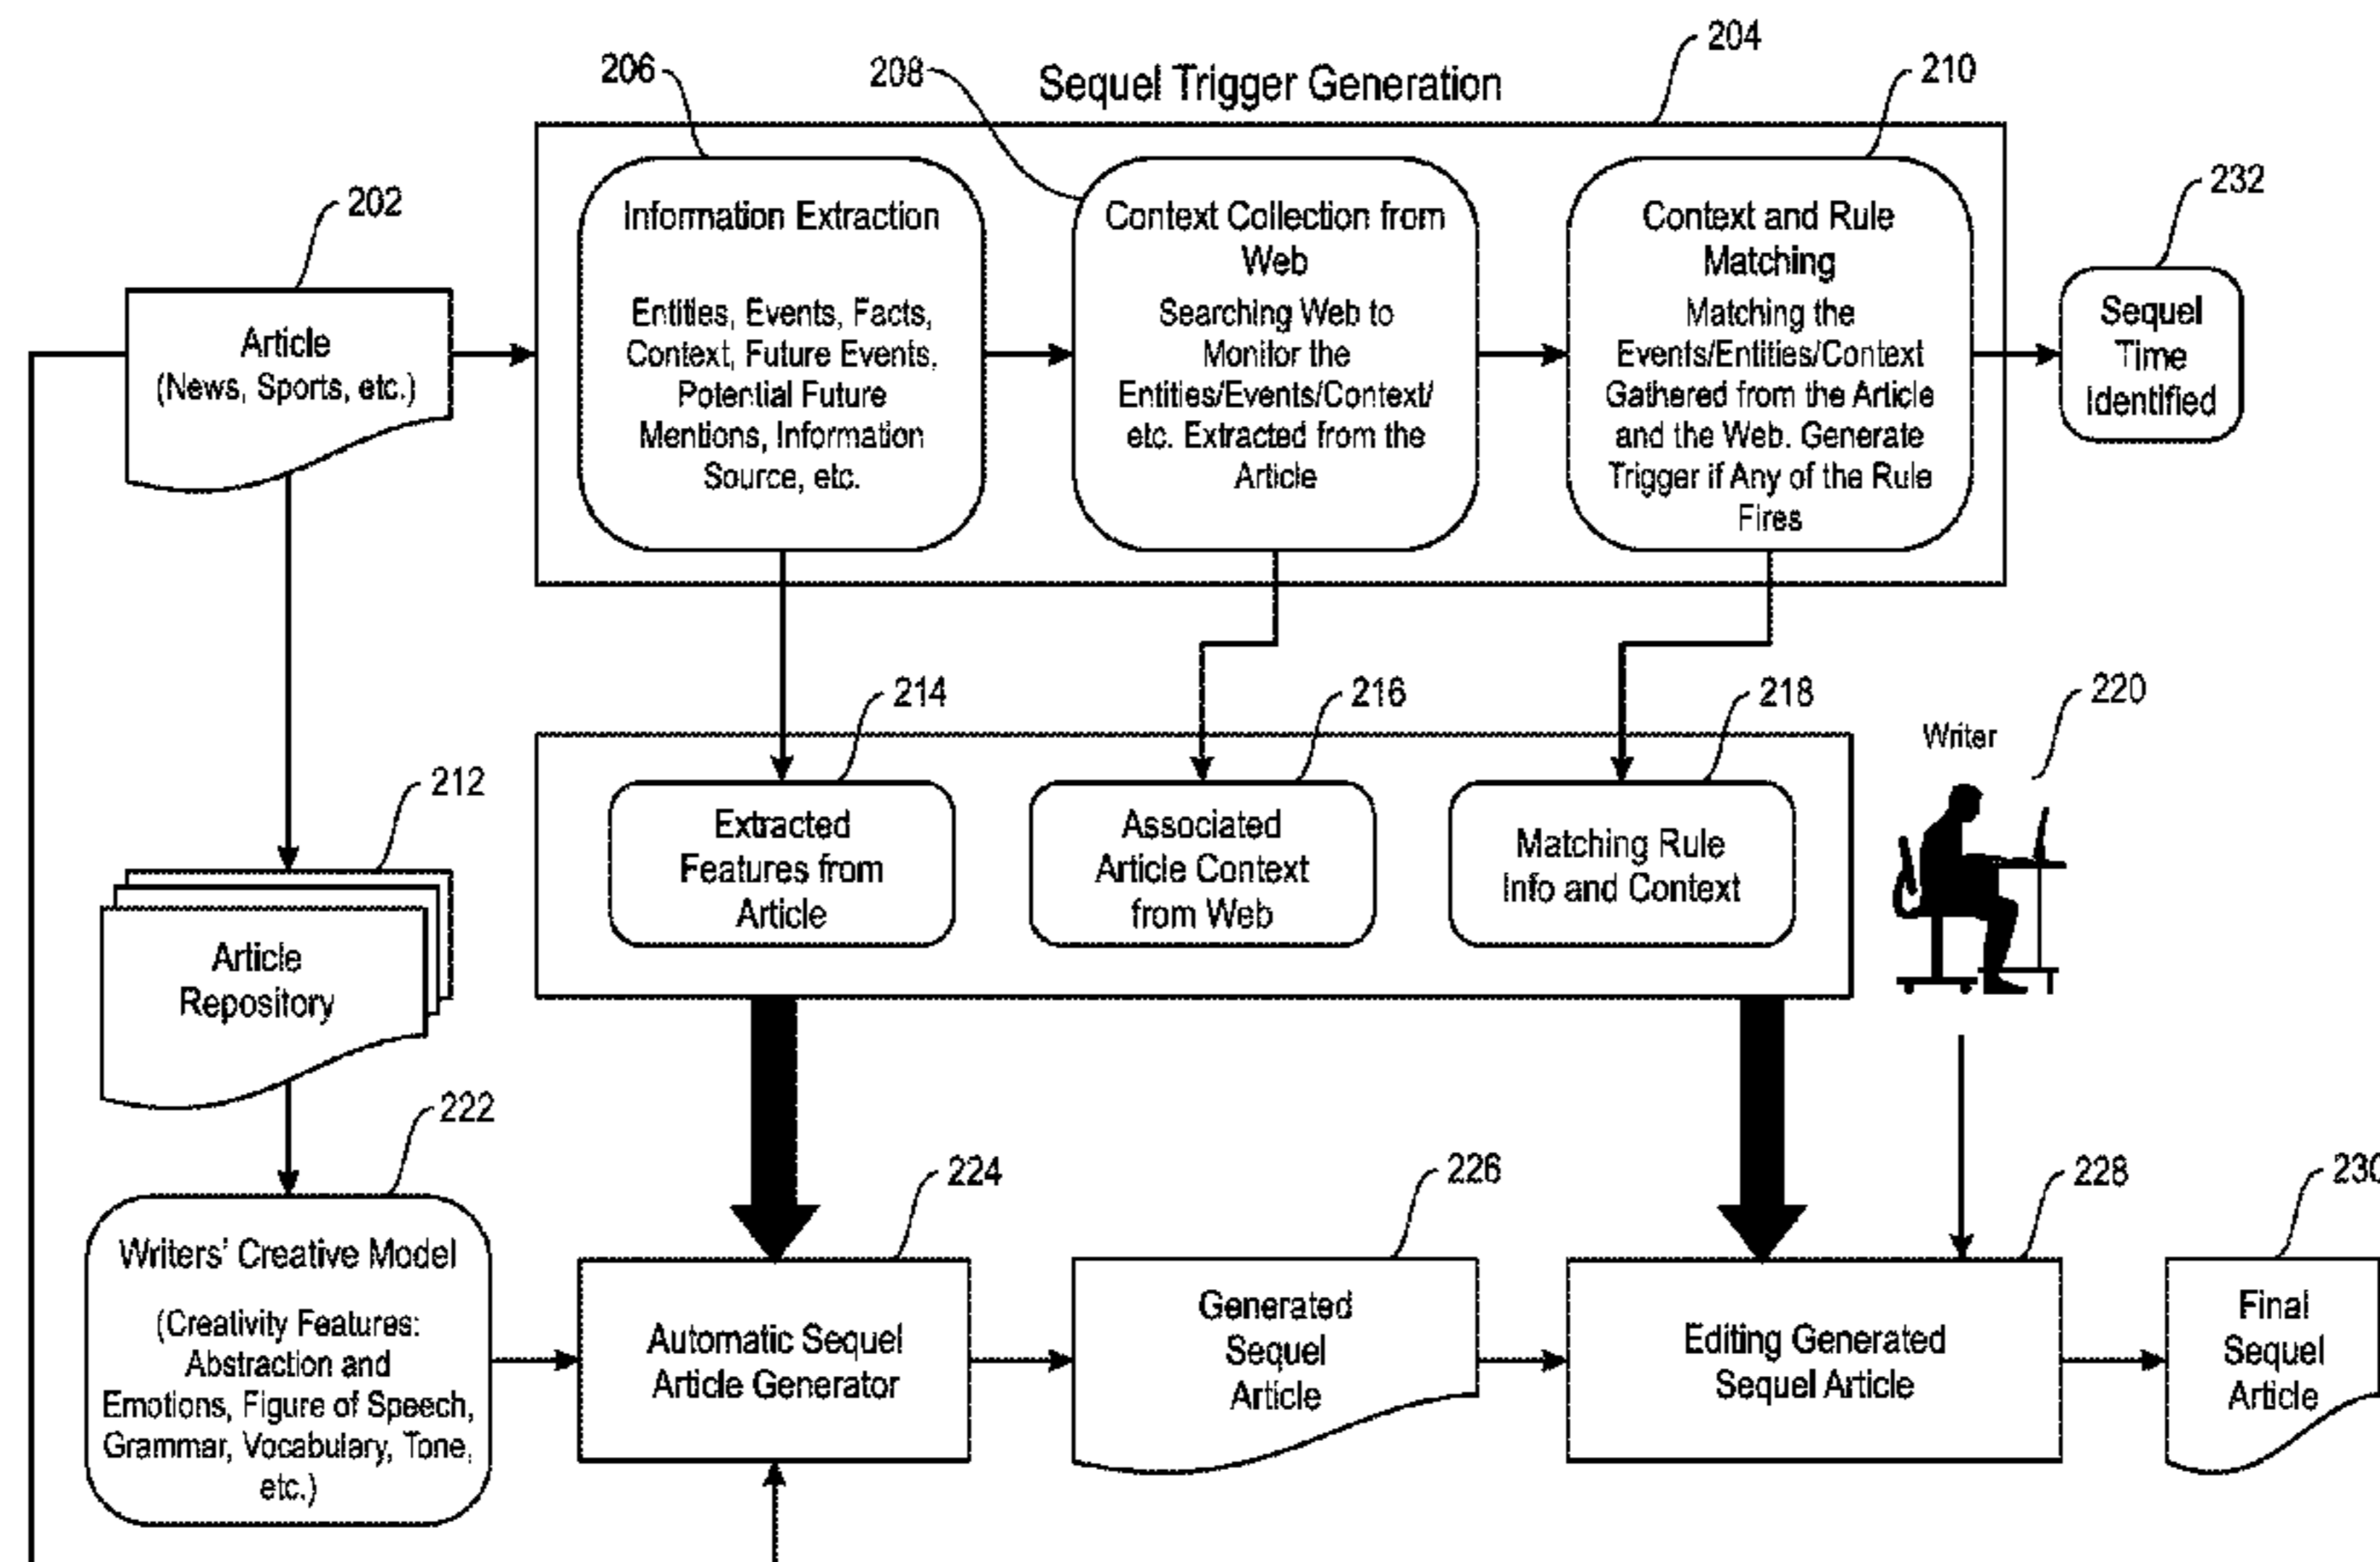 204
206
208
Sequel Trigger Generation
210
202
232
Information Extraction
Entities, Events, Facts,
Context, Future Events,
Potential Future
Mentions, Information
Source, etc.
Context Collection from
Web
Searching Web to
Monitor the
Entities/Events/Context/
etc. Extracted from the
Article
Context and Rule
Matching
Matching the
Events/Entities/Context
Gathered from the Article
and the Web. Generate
Trigger if Any of the Rule
Fires
Sequel
Time
Identified
Article
(News, Sports, etc.)
214
216
218
220
Writer
212
Extracted
Features from
Article
Associated
Article Context
from Web
Matching Rule
Info and Context
Article
Repository
222
224
226
228
230
Writers' Creative Model
(Creativity Features:
Abstraction and
Emotions, Figure of Speech,
Grammar, Vocabulary, Tone,
etc.)
Automatic Sequel
Article Generator
Generated
Sequel
Article
Editing Generated
Sequel Article
Final
Sequel
Article